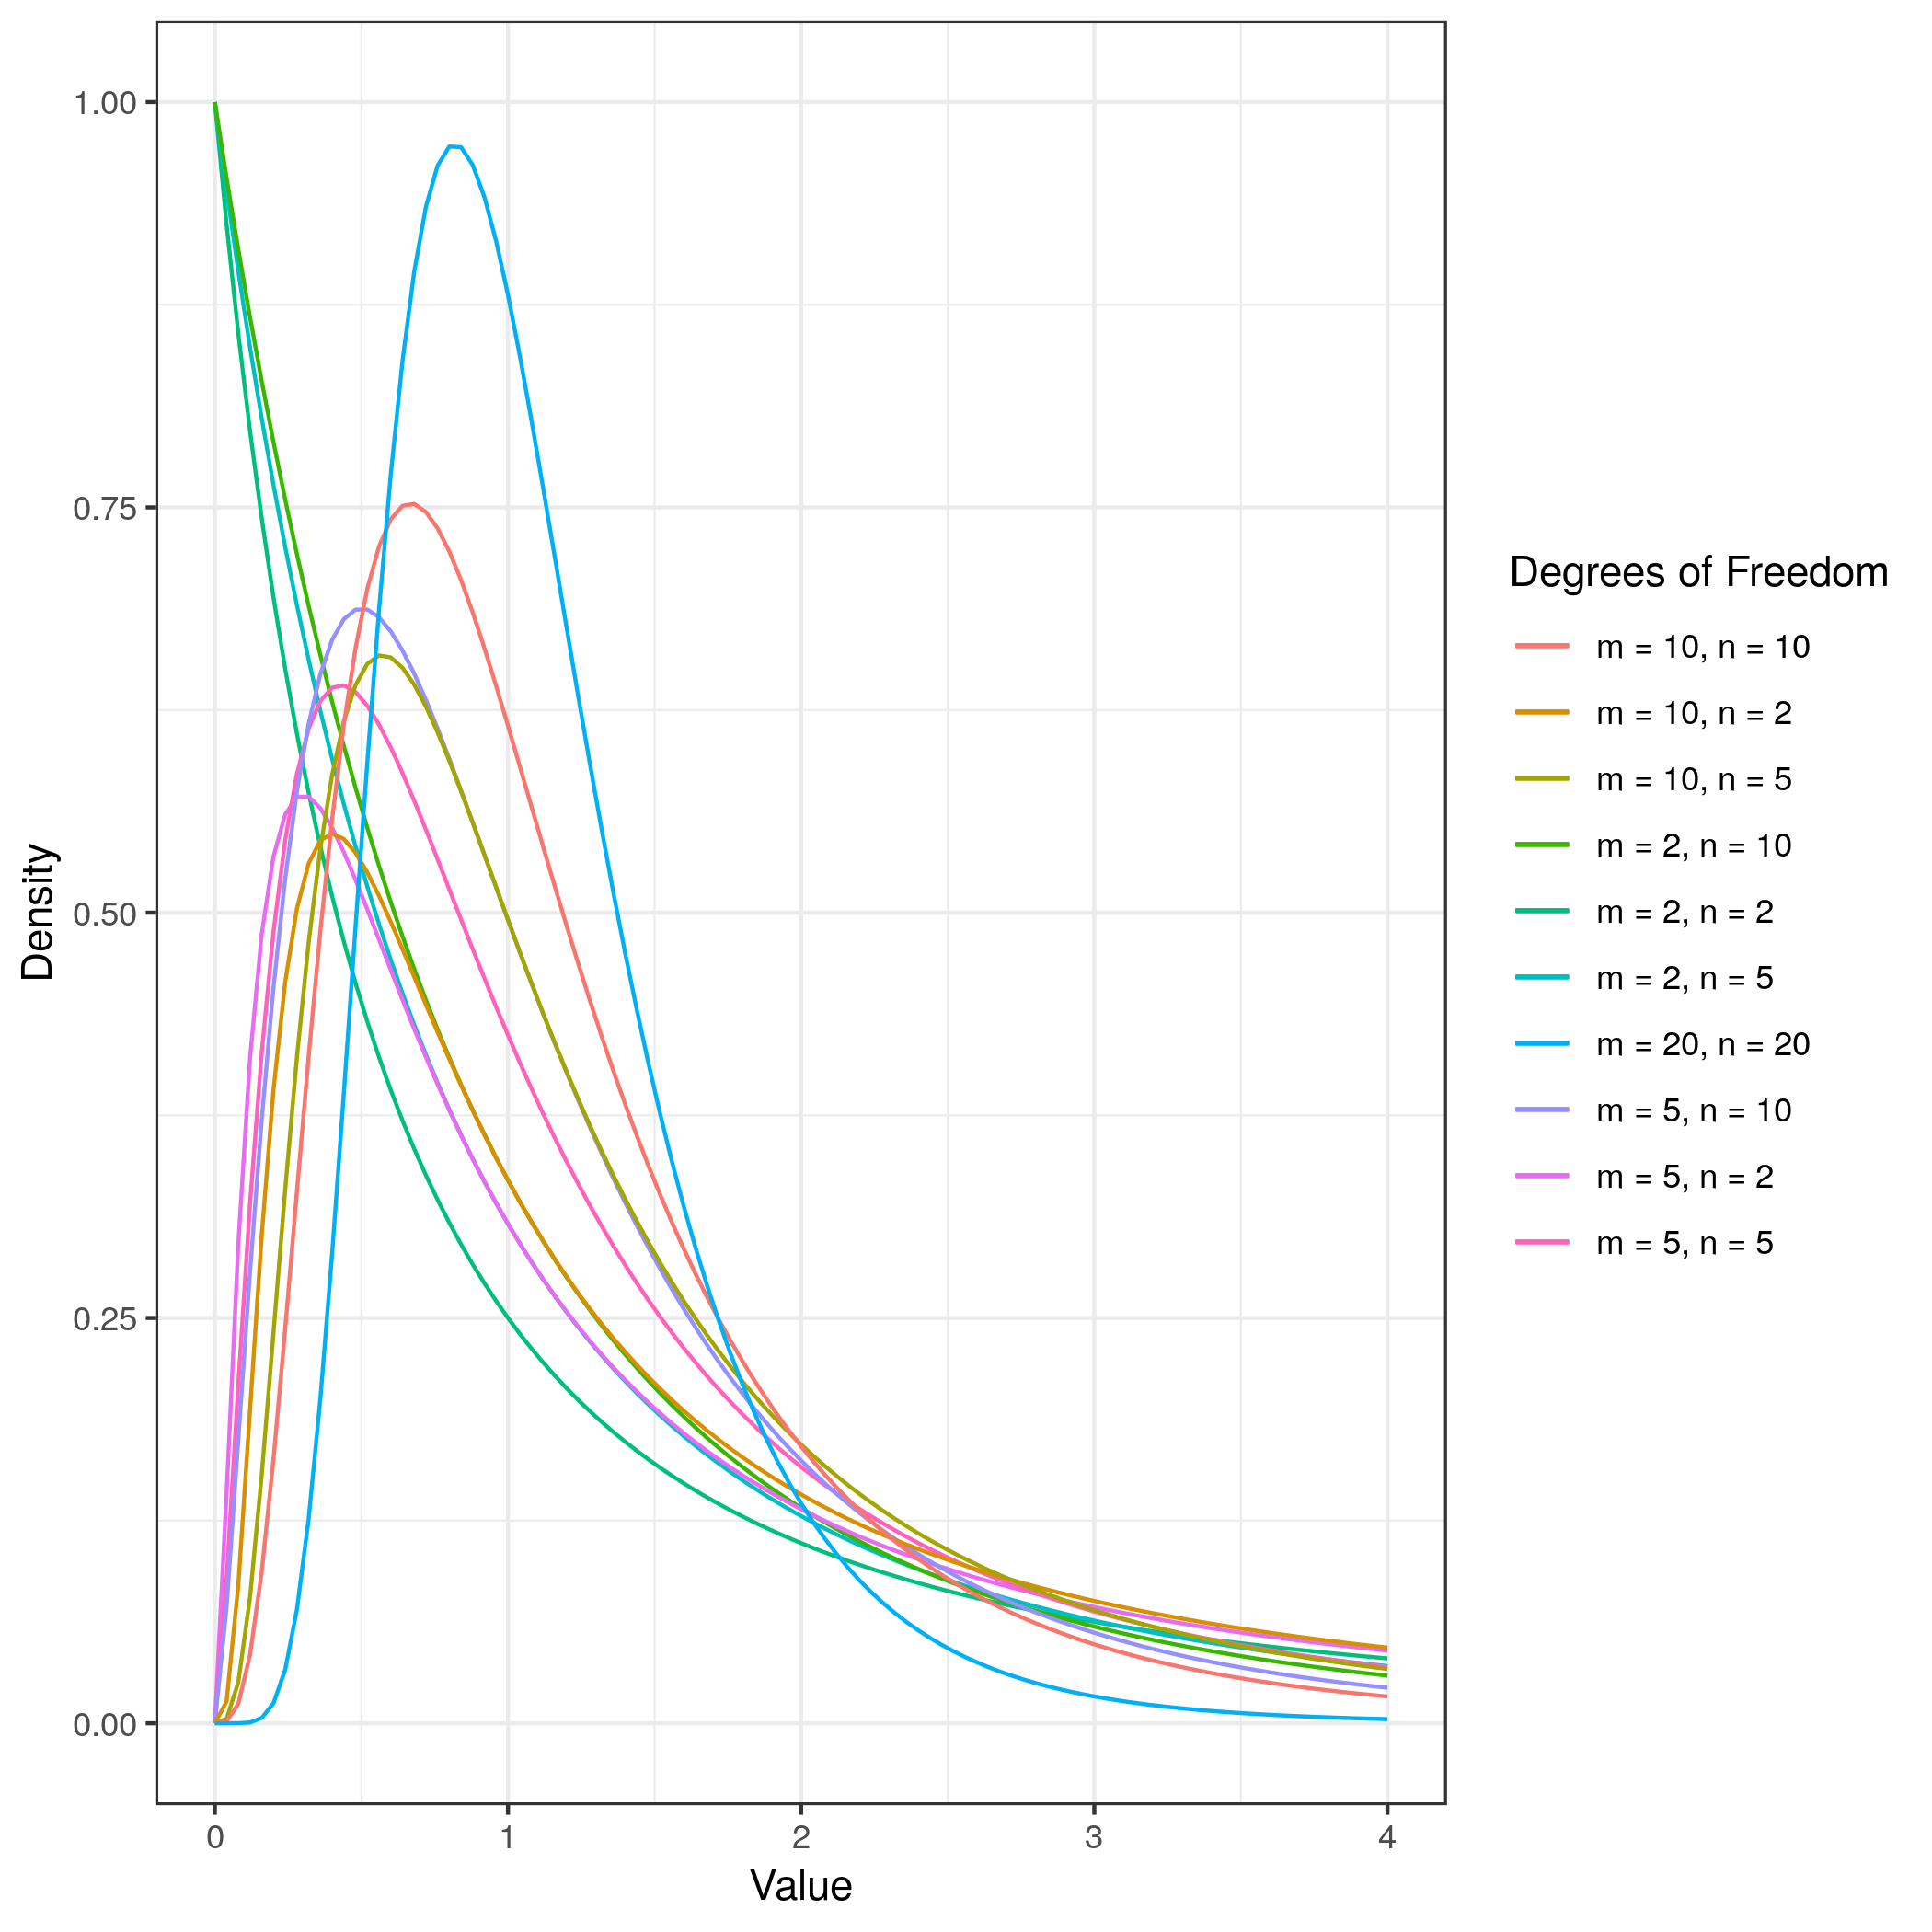 1.00
0.75
0.50
0.25
0.00
Density
0 1 2 3 4
Value
Degrees of Freedom
m = 10, n = 10
m = 10, n = 2
m = 10, n = 5
m = 2, n = 10
m = 2, n = 2
m = 2, n = 5
m = 20, n = 20
m = 5, n = 10
m = 5, n = 2
m = 5, n = 5